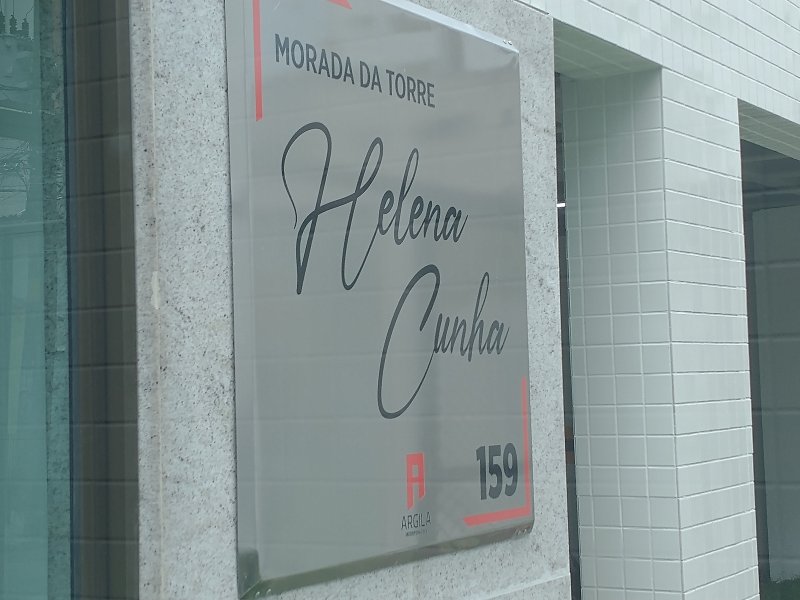 MORADA DA TORRE
Helena
Cunha
159
ARGILA